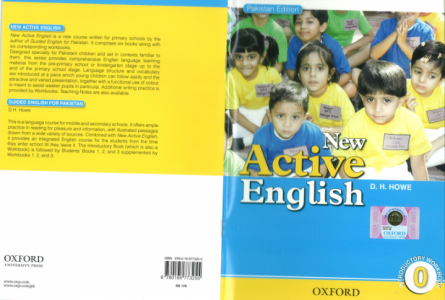 NEW ACTIVE ENGLISH
New Active English is a new course written for primary schools by the
author of Guided English for Pakistan. It comprises six books along with
six corresponding workbooks.
Designed specially for Pakistani children and set in contexts familiar to
them, this series provides comprehensive English language learning
material from the pre-primary school or kindergarten stage up to the
end of the primary school stage. Language structure and vocabulary
are introduced at a pace which young children can follow easily and the
attractive and varied presentation, together with a functional use of colour,
is meant to assist weaker pupils in particular. Additional writing practice is
provided by Workbooks. Teaching Notes are also available.
GUIDED ENGLISH FOR PAKISTAN
D.H. Howe
This is a language course for middle and secondary schools. It offers ample
practice in reading for pleasure and information, with illustrated passages
drawn from a wide variety of sources. Combined with New Active English,
it provides an integrated English course for the students from the time
they enter school till they leave it. The Introductory Book (which is also a
Workbook) is followed by Students' Books 1, 2, and 3 supplemented by
Workbooks 1, 2, and 3.
OXFORD
UNIVERSITY PRESS
www.oup.com
www.oup.com/pk
RS 175
Pakistan Edition
New
Active
English
D. H. HOWE
OXFORD
INTRODUCTORY WORKBOOK
0
OXFORD